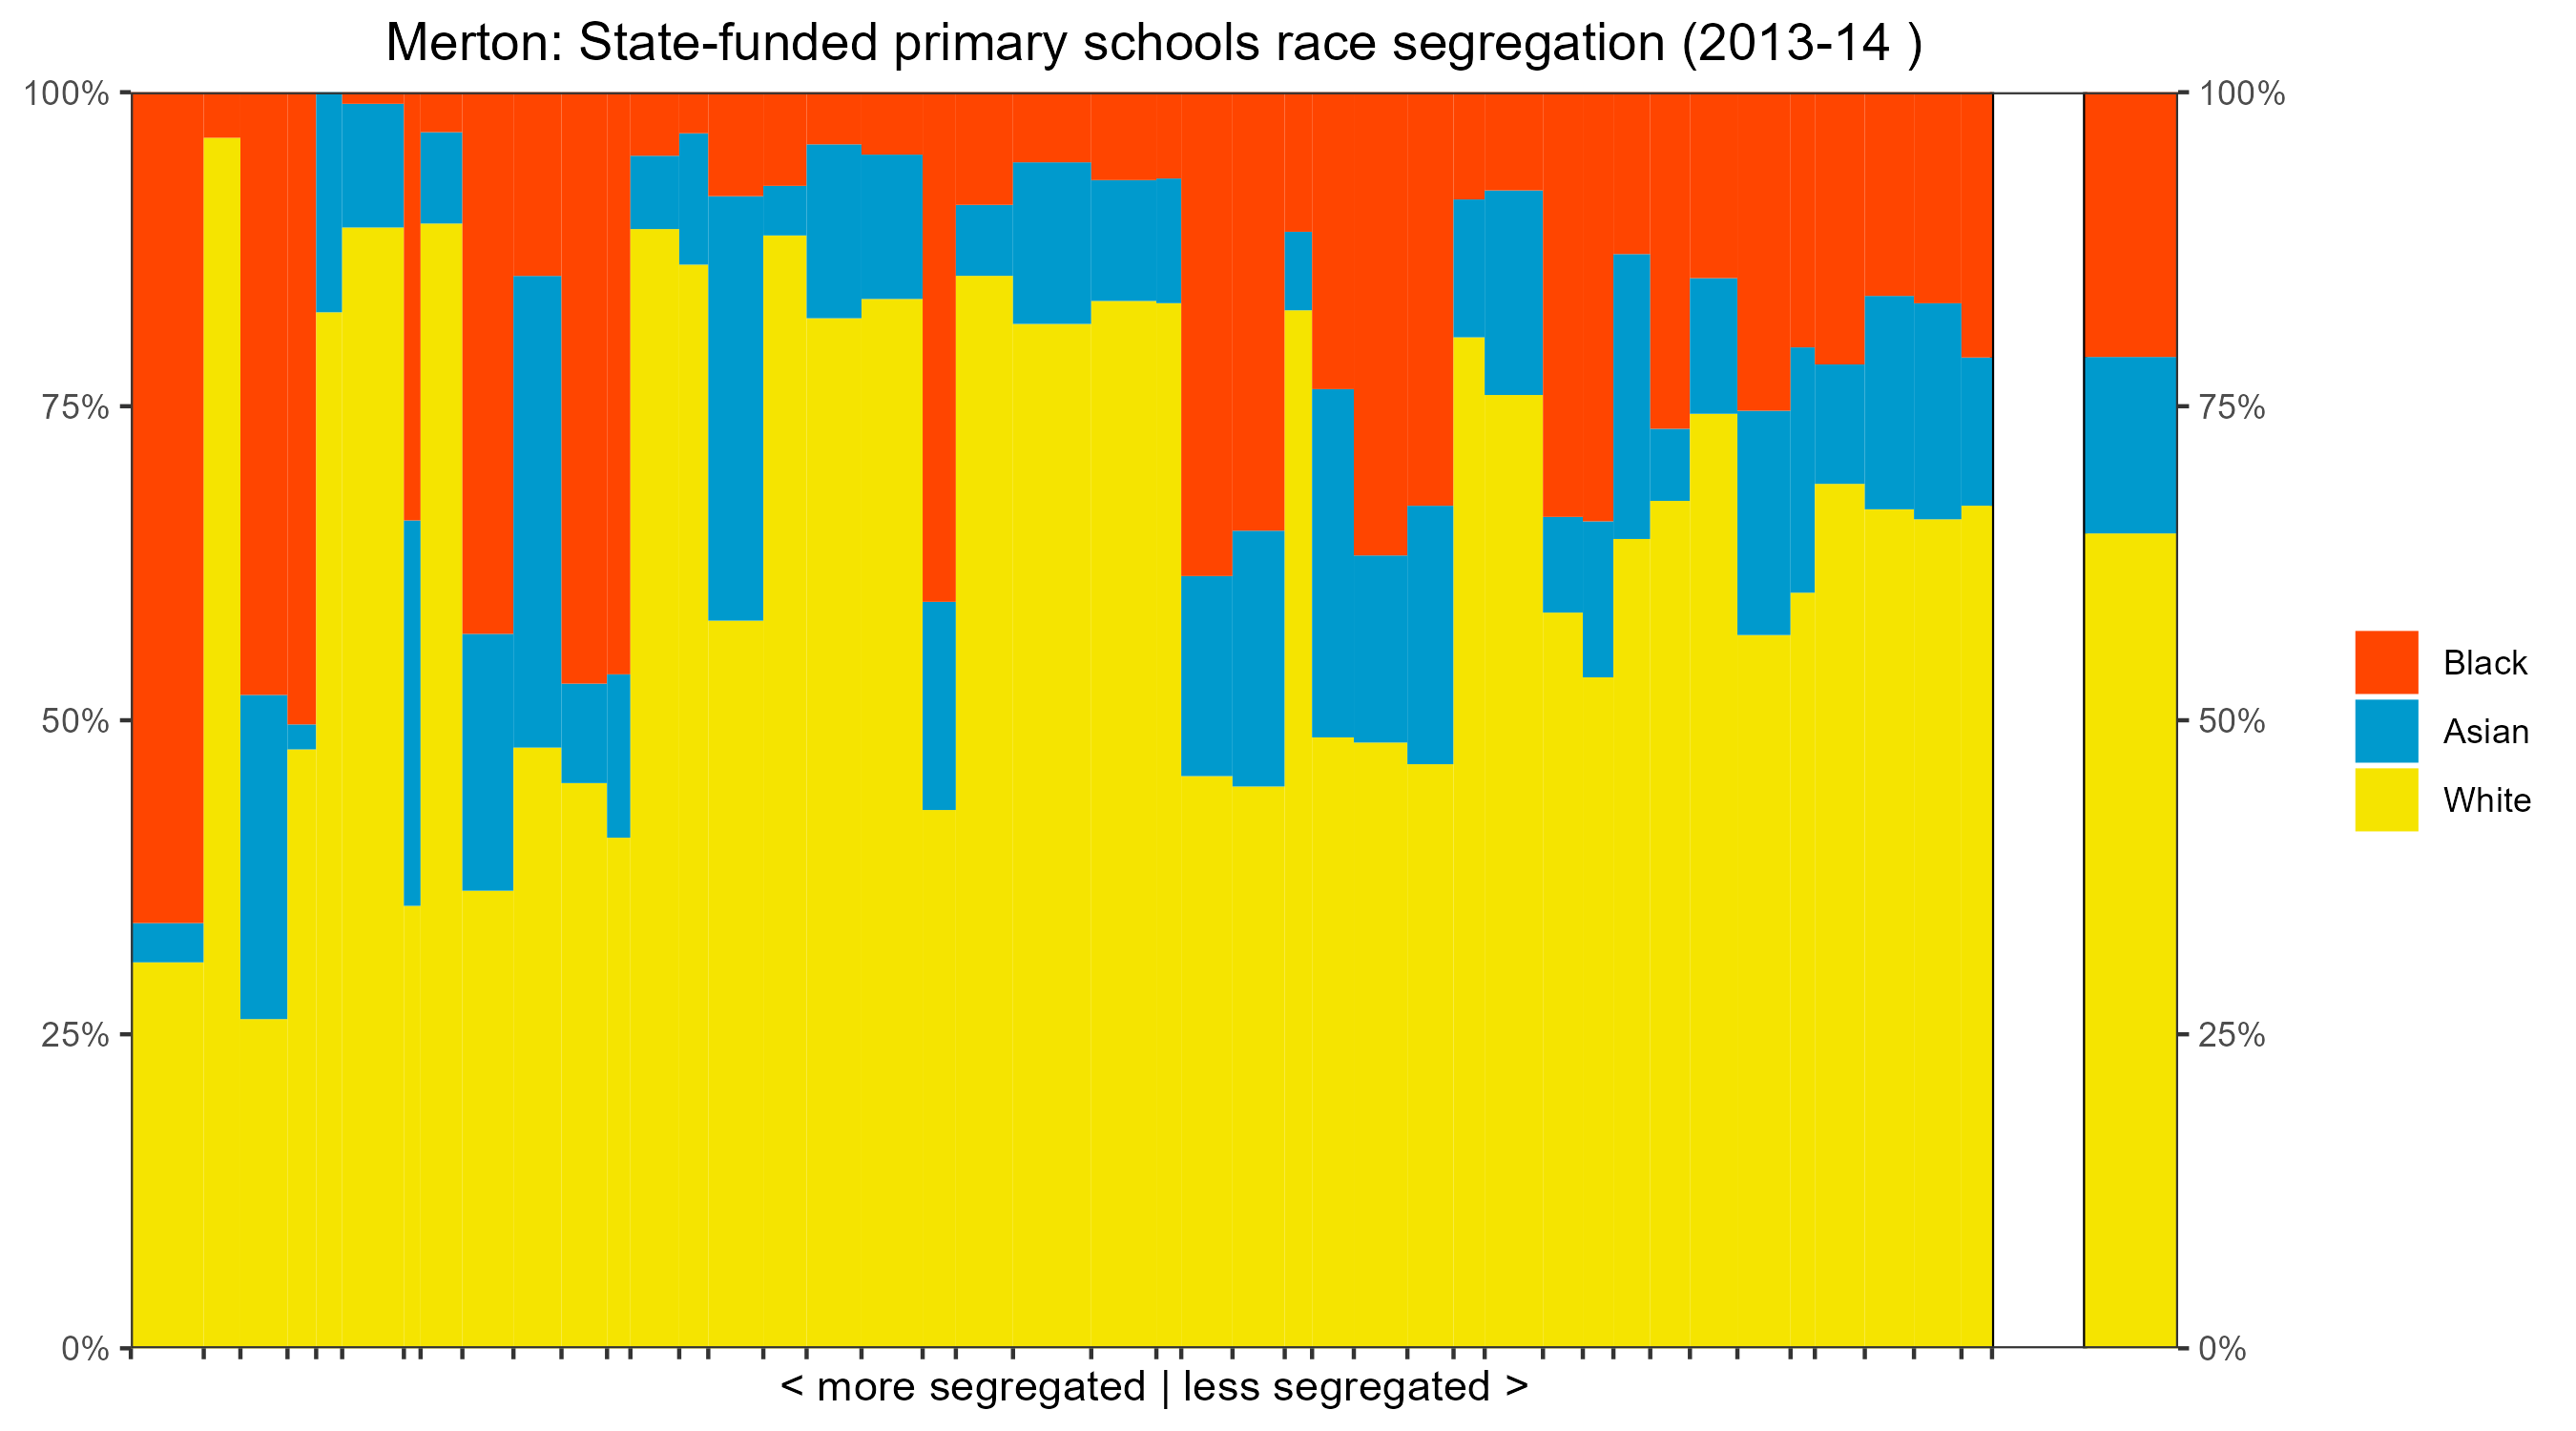 Merton: State-funded primary schools race segregation (2013-14 )
100%
100%
75%
75%
50%
50%
25%
25%
0%
0%
Black
Asian
White
< more segregated | less segregated >